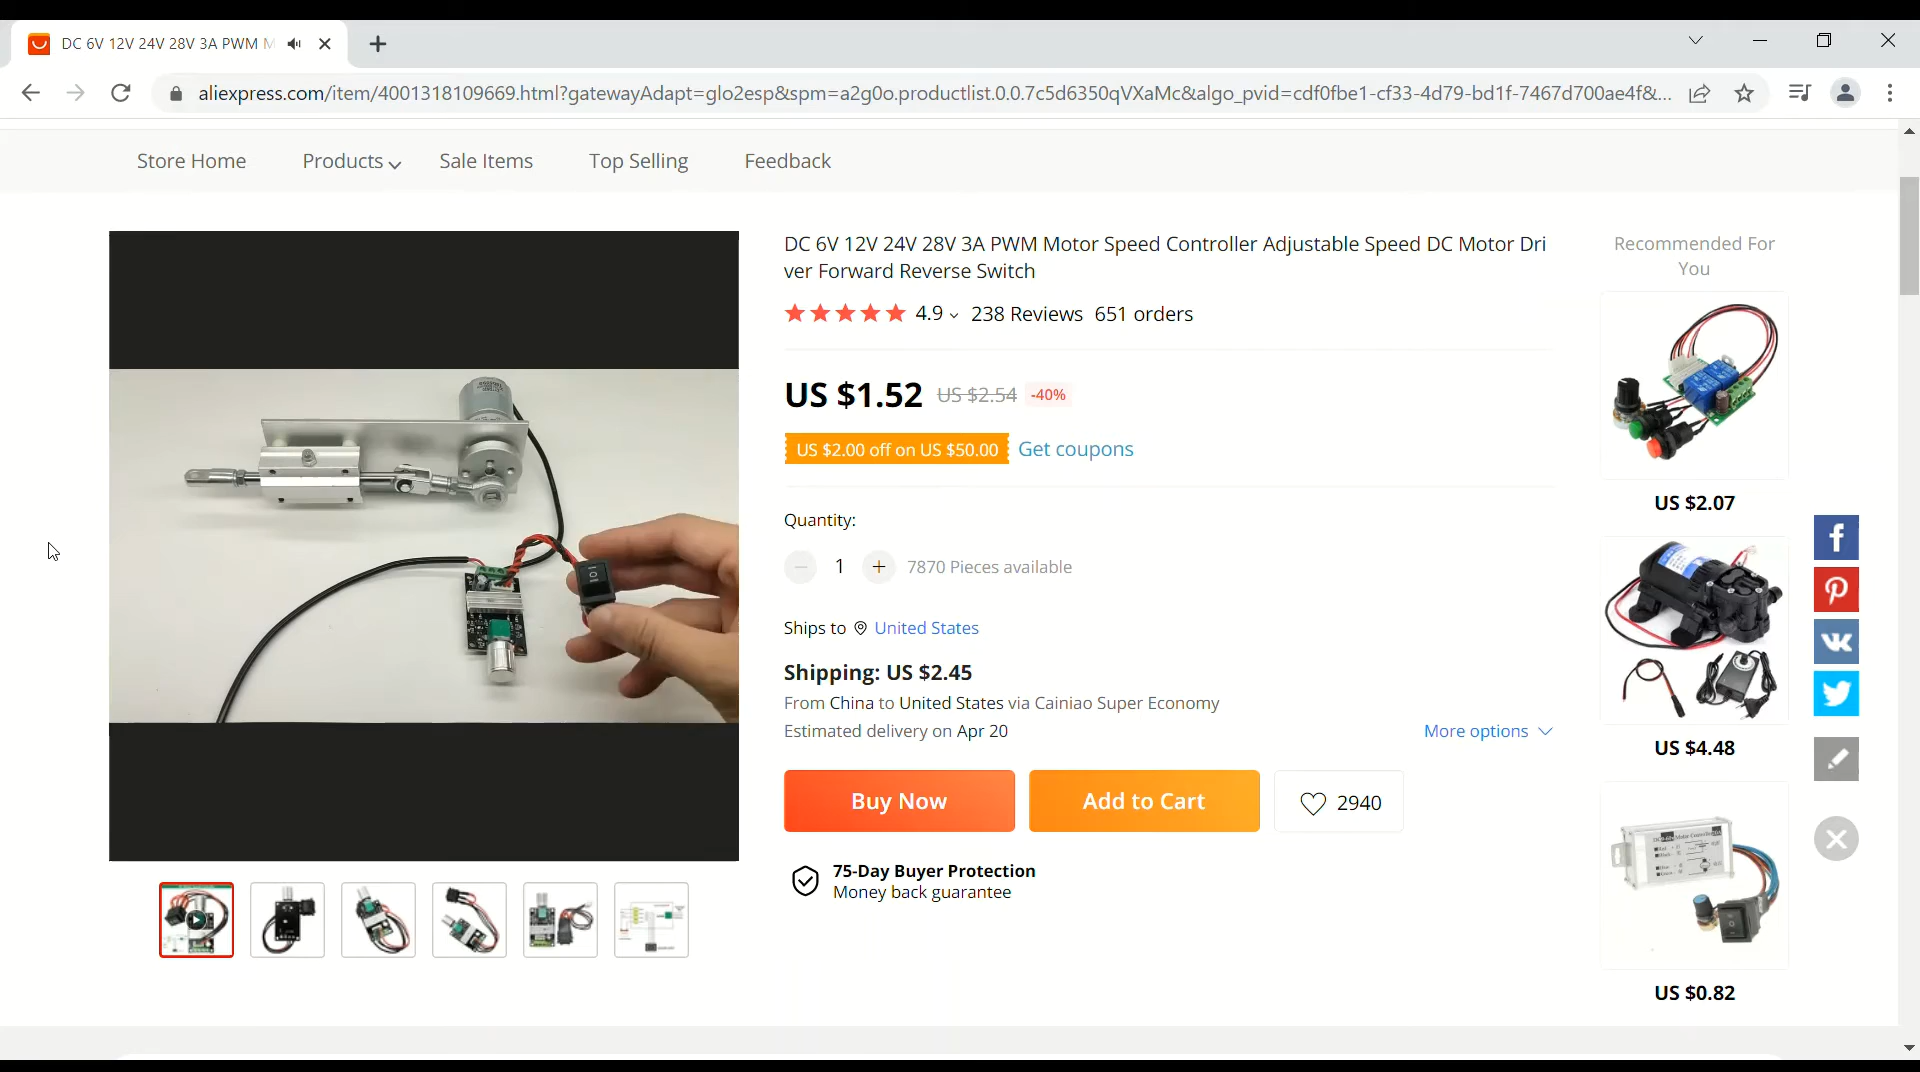 DC 6V 12V 24V 28V 3A PWM M
aliexpress.com/item/4001318109669.html?gatewayAdapt=glo2esp&spm=a2g0o.productlist.0.0.7c5d6350qVXaMc&algo_pvid=cdf0fbe1-cf33-4d79-bd1f-7467d700ae4f&...
Store Home Products Sale Items Top Selling Feedback
DC 6V 12V 24V 28V 3A PWM Motor Speed Controller Adjustable Speed DC Motor Dri
ver Forward Reverse Switch
4.9 238 Reviews 651 orders
US $1.52 US $2.54 -40%
US $2.00 off on US $50.00 Get coupons
Quantity:
1 + 7870 Pieces available
Ships to United States
Shipping: US $2.45
From China to United States via Cainiao Super Economy
Estimated delivery on Apr 20 More options
Buy Now Add to Cart 2940
75-Day Buyer Protection
Money back guarantee
Recommended For
You
US $2.07
US $4.48
US $0.82